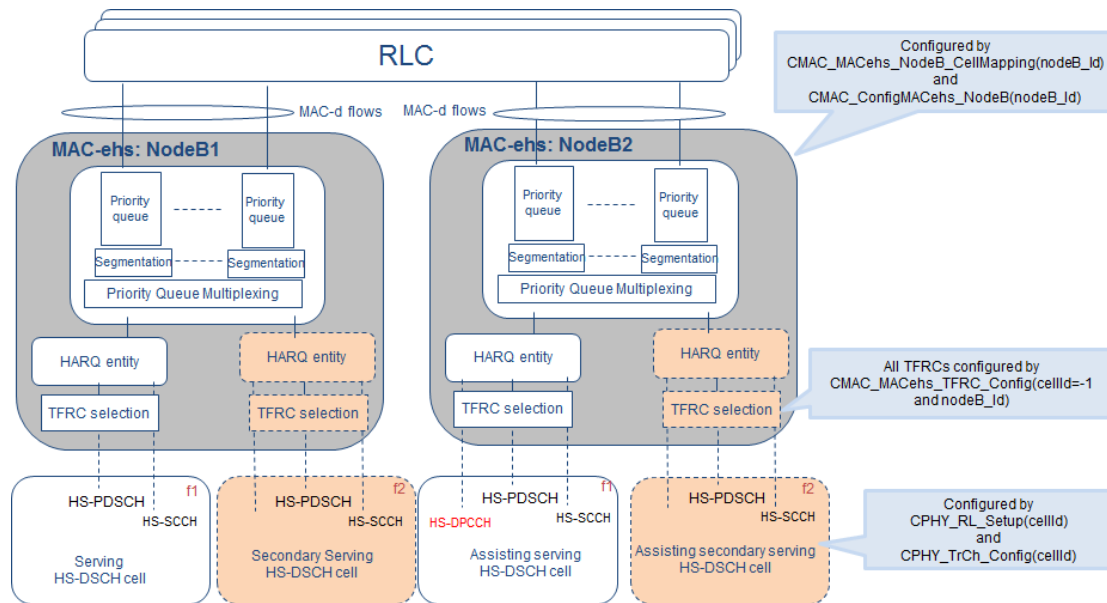 RLC
Configured by
CMAC_MACehs_NodeB_CellMapping(nodeB_Id)
and
CMAC_ConfigMACehs_NodeB(nodeB_Id)
MAC-d flows
MAC-d flows
MAC-ehs: NodeB1
MAC-ehs: NodeB2
Priority
queue
Priority
queue
Priority
queue
Priority
queue
Segmentation
Segmentation
Segmentation
Segmentation
Priority Queue Multiplexing
Priority Queue Multiplexing
HARQ entity
HARQ entity
HARQ entity
HARQ entity
All TFRCs configured by
CMAC_MACehs_TFRC_Config(cellId=-1
and nodeB_Id)
TFRC selection
TFRC selection
TFRC selection
TFRC selection
f1
HS-PDSCH
HS-SCCH
Serving
HS-DSCH cell
f2
HS-PDSCH
HS-SCCH
Secondary Serving
HS-DSCH cell
f1
HS-PDSCH
HS-DPCCH
HS-SCCH
Assisting serving
HS-DSCH cell
f2
HS-PDSCH
HS-SCCH
Assisting secondary serving
HS-DSCH cell
Configured by
CPHY_RL_Setup(cellId)
and
CPHY_TrCh_Config(cellId)